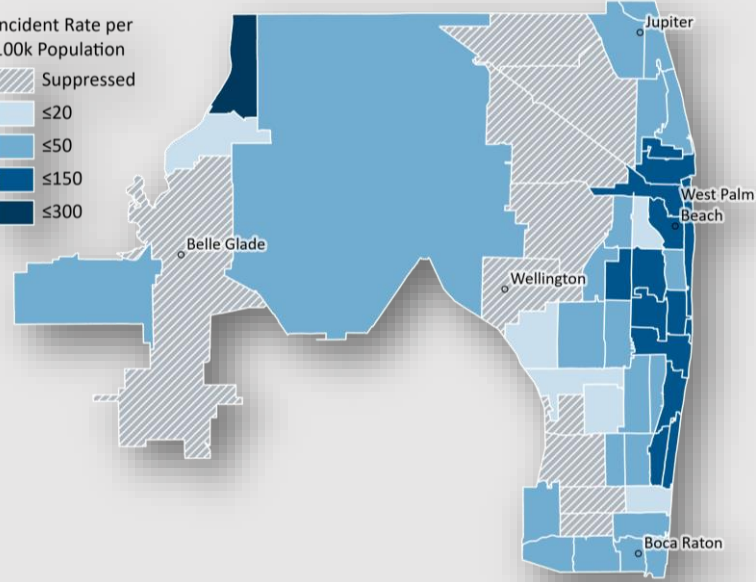 ncident Rate per
00k Population
Suppressed
≤20
≤50
≤150
≤300
Jupiter
West Palm
Beach
Belle Glade
Wellington
Boca Raton